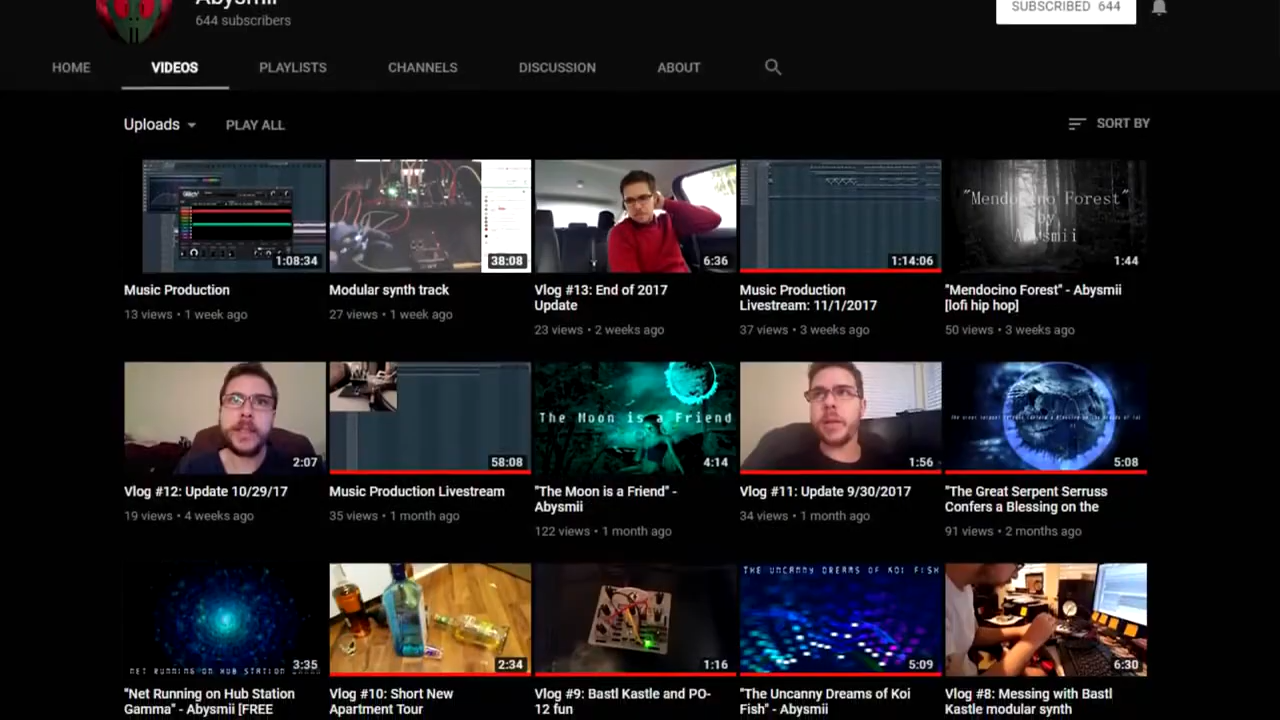 Abysmii
644 subscribers
SUBSCRIBED 644
HOME
VIDEOS
PLAYLISTS
CHANNELS
DISCUSSION
ABOUT
Uploads
PLAY ALL
SORT BY
1:08:34
38:08
6:36
1:14:06
"Mendocino Forest"
by
Abysmii
1:44
Music Production
13 views • 1 week ago
Modular synth track
27 views • 1 week ago
Vlog #13: End of 2017
Update
23 views • 2 weeks ago
Music Production
Livestream: 11/1/2017
37 views • 3 weeks ago
"Mendocino Forest" - Abysmii
[lofi hip hop]
50 views • 3 weeks ago
2:07
58:08
The Moon is a Friend
4:14
1:56
5:08
Vlog #12: Update 10/29/17
19 views • 4 weeks ago
Music Production Livestream
35 views • 1 month ago
"The Moon is a Friend" -
Abysmii
122 views • 1 month ago
Vlog #11: Update 9/30/2017
34 views • 1 month ago
"The Great Serpent Serruss
Confers a Blessing on the
91 views • 2 months ago
NET RUNNING ON HUB STATION
3:35
2:34
1:16
THE UNCANNY DREAMS OF KOI FISH
5:09
6:30
"Net Running on Hub Station
Gamma" - Abysmii [FREE
Vlog #10: Short New
Apartment Tour
Vlog #9: Bastl Kastle and PO-
12 fun
"The Uncanny Dreams of Koi
Fish" - Abysmii
Vlog #8: Messing with Bastl
Kastle modular synth